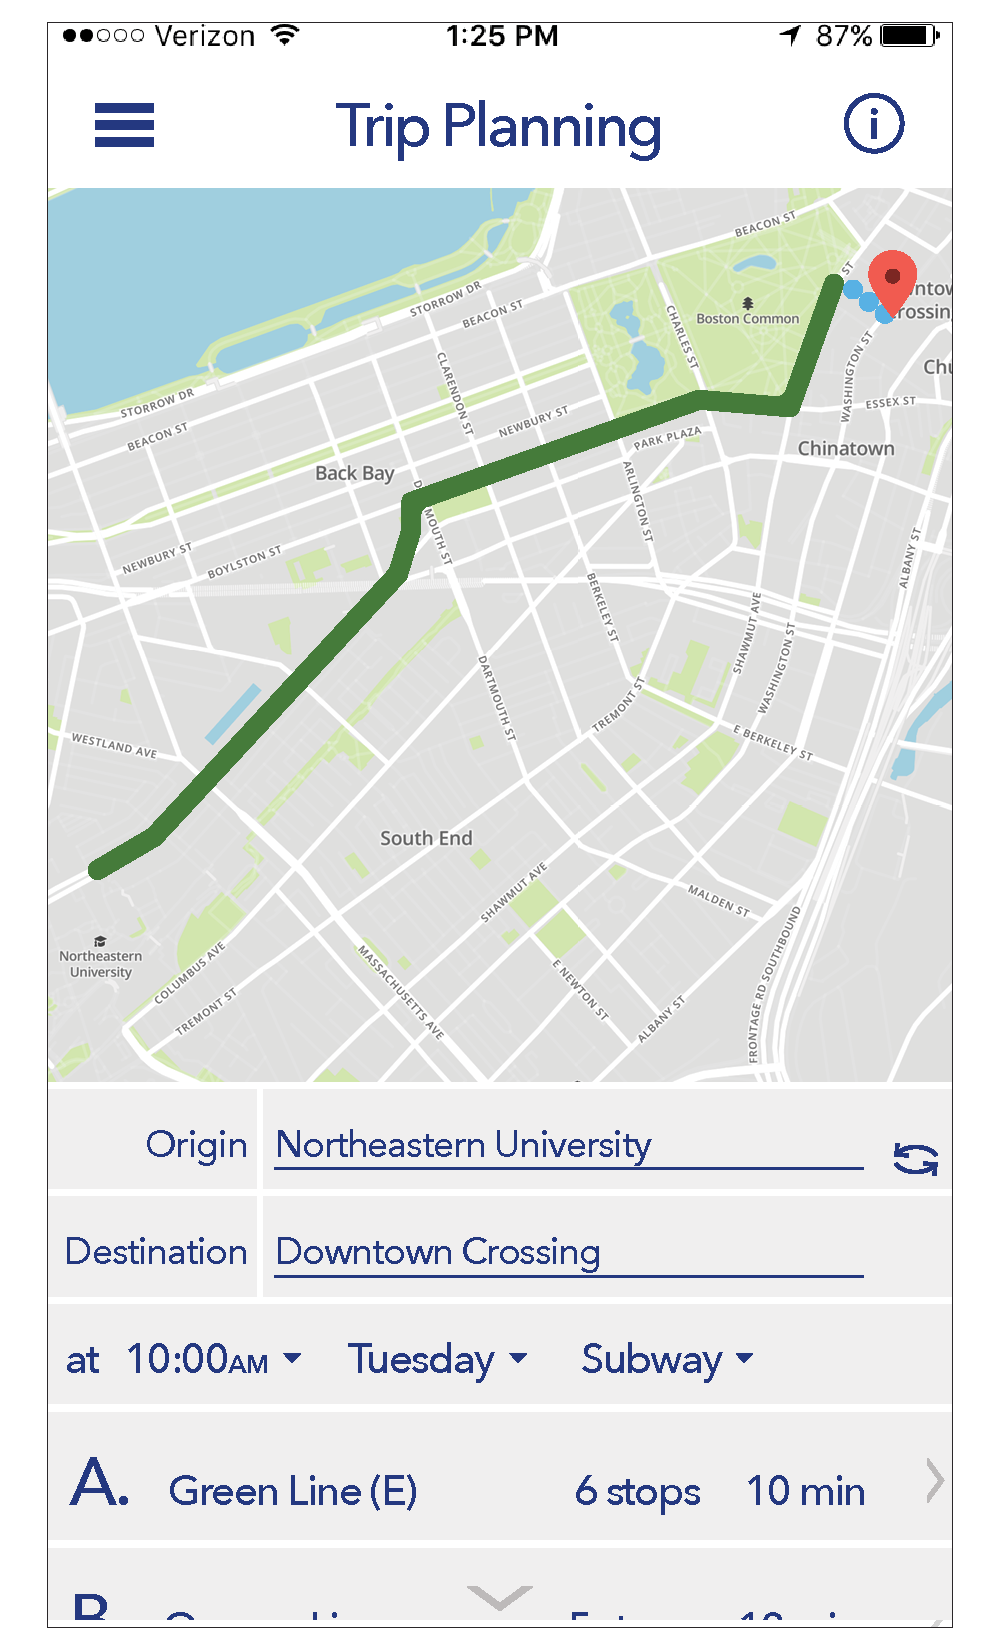 Verizon 1:25 PM 87%
Trip Planning i
BEACON ST
ST
STORROW DR
BEACON ST
Boston Common
CHARLES ST
WASHINGTON ST
CLARENDON ST
STORROW DR
BEACON ST
NEWBURY ST
PARK PLAZA
ESSEX ST
Chinatown
Back Bay
ARLINGTON ST
NEWBURY ST
BOYLSTON ST
ALBANY ST
BERKELEY ST
SHAWMUT AVE
WASHINGTON ST
DARTMOUTH ST
TREMONT ST
WESTLAND AVE
E BERKELEY ST
South End
SHAWMUT AVE
MALDEN ST
Northeastern
University
COLUMBUS AVE
TREMONT ST
MASSACHUSETTS AVE
E NEWTON ST
ALBANY ST
FRONTAGE RD SOUTHBOUND
Origin Northeastern University
Destination Downtown Crossing
at 10:00AM Tuesday Subway
A. Green Line (E) 6 stops 10 min